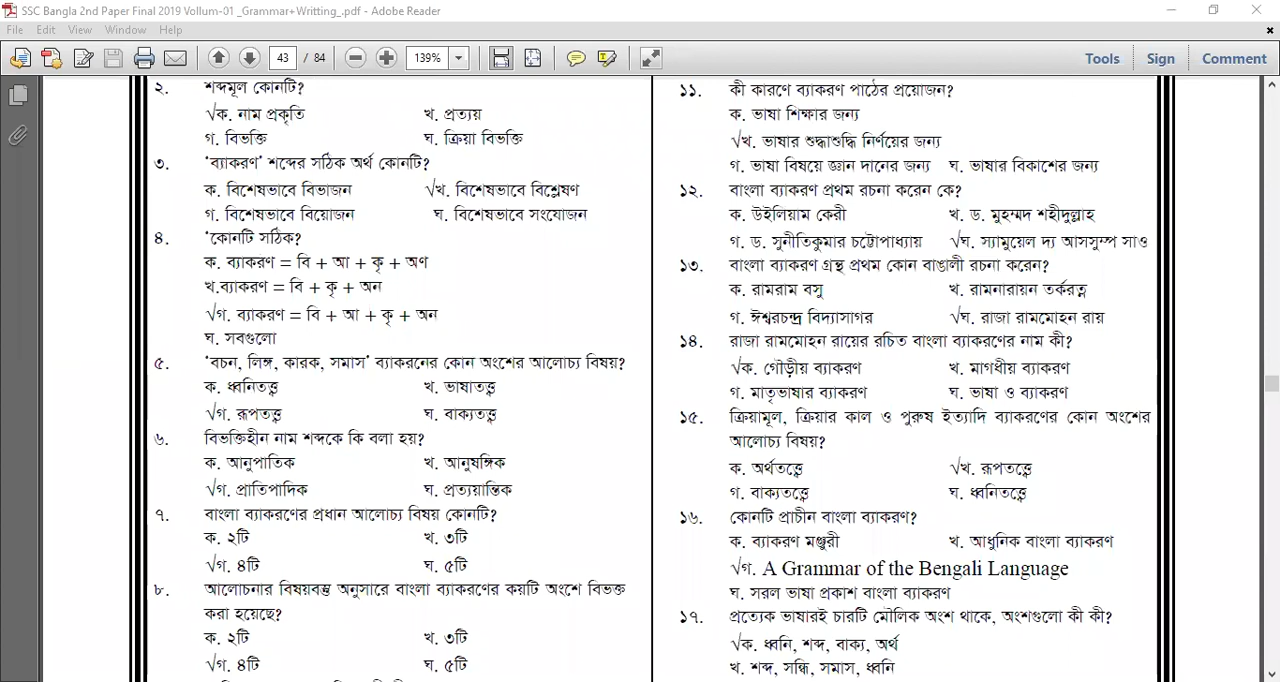 SSC Bangla 2nd Paper Final 2019 Vollum-01 _Grammar+Writting_.pdf - Adobe Reader
File Edit View Window Help
43 / 84 139% Tools Sign Comment
২. শব্দমূল কোনটি?
√ক. নাম প্রকৃতি খ. প্রত্যয়
গ. বিভক্তি ঘ. ক্রিয়া বিভক্তি
৩. ‘ব্যাকরণ’ শব্দের সঠিক অর্থ কোনটি?
ক. বিশেষভাবে বিভাজন √খ. বিশেষভাবে বিশ্লেষণ
গ. বিশেষভাবে বিয়োজন ঘ. বিশেষভাবে সংযোজন
৪. ‘কোনটি সঠিক?
ক. ব্যাকরণ = বি + আ + কৃ + অণ
খ.ব্যাকরণ = বি + কৃ + অন
√গ. ব্যাকরণ = বি + আ + কৃ + অন
ঘ. সবগুলো
৫. ‘বচন, লিঙ্গ, কারক, সমাস’ ব্যাকরনের কোন অংশের আলোচ্য বিষয়?
ক. ধ্বনিতত্ত্ব খ. ভাষাতত্ত্ব
√গ. রূপতত্ত্ব ঘ. বাক্যতত্ত্ব
৬. বিভক্তিহীন নাম শব্দকে কি বলা হয়?
ক. আনুপাতিক খ. আনুষঙ্গিক
√গ. প্রাতিপাদিক ঘ. প্রত্যয়ান্তিক
৭. বাংলা ব্যাকরণের প্রধান আলোচ্য বিষয় কোনটি?
ক. ২টি খ. ৩টি
√গ. ৪টি ঘ. ৫টি
৮. আলোচনার বিষয়বস্তু অনুসারে বাংলা ব্যাকরণের কয়টি অংশে বিভক্ত
করা হয়েছে?
ক. ২টি খ. ৩টি
√গ. ৪টি ঘ. ৫টি
১১. কী কারণে ব্যাকরণ পাঠের প্রয়োজন?
ক. ভাষা শিক্ষার জন্য
√খ. ভাষার শুদ্ধাশুদ্ধি নির্ণয়ের জন্য
গ. ভাষা বিষয়ে জ্ঞান দানের জন্য ঘ. ভাষার বিকাশের জন্য
১২. বাংলা ব্যাকরণ প্রথম রচনা করেন কে?
ক. উইলিয়াম কেরী খ. ড. মুহম্মদ শহীদুল্লাহ
গ. ড. সুনীতিকুমার চট্টোপাধ্যায় √ঘ. স্যামুয়েল দ্য আসসুম্প সাও
১৩. বাংলা ব্যাকরণ গ্রন্থ প্রথম কোন বাঙালী রচনা করেন?
ক. রামরাম বসু খ. রামনারায়ন তর্করত্ন
গ. ঈশ্বরচন্দ্র বিদ্যাসাগর √ঘ. রাজা রামমোহন রায়
১৪. রাজা রামমোহন রায়ের রচিত বাংলা ব্যাকরণের নাম কী?
√ক. গৌড়ীয় ব্যাকরণ খ. মাগধীয় ব্যাকরণ
গ. মাতৃভাষার ব্যাকরণ ঘ. ভাষা ও ব্যাকরণ
১৫. ক্রিয়ামূল, ক্রিয়ার কাল ও পুরুষ ইত্যাদি ব্যাকরণের কোন অংশের
আলোচ্য বিষয়?
ক. অর্থতত্ত্বে √খ. রূপতত্ত্বে
গ. বাক্যতত্ত্বে ঘ. ধ্বনিতত্ত্বে
১৬. কোনটি প্রাচীন বাংলা ব্যাকরণ?
ক. ব্যাকরণ মঞ্জুরী খ. আধুনিক বাংলা ব্যাকরণ
√গ. A Grammar of the Bengali Language
ঘ. সরল ভাষা প্রকাশ বাংলা ব্যাকরণ
১৭. প্রত্যেক ভাষারই চারটি মৌলিক অংশ থাকে, অংশগুলো কী কী?
√ক. ধ্বনি, শব্দ, বাক্য, অর্থ
খ. শব্দ, সন্ধি, সমাস, ধ্বনি